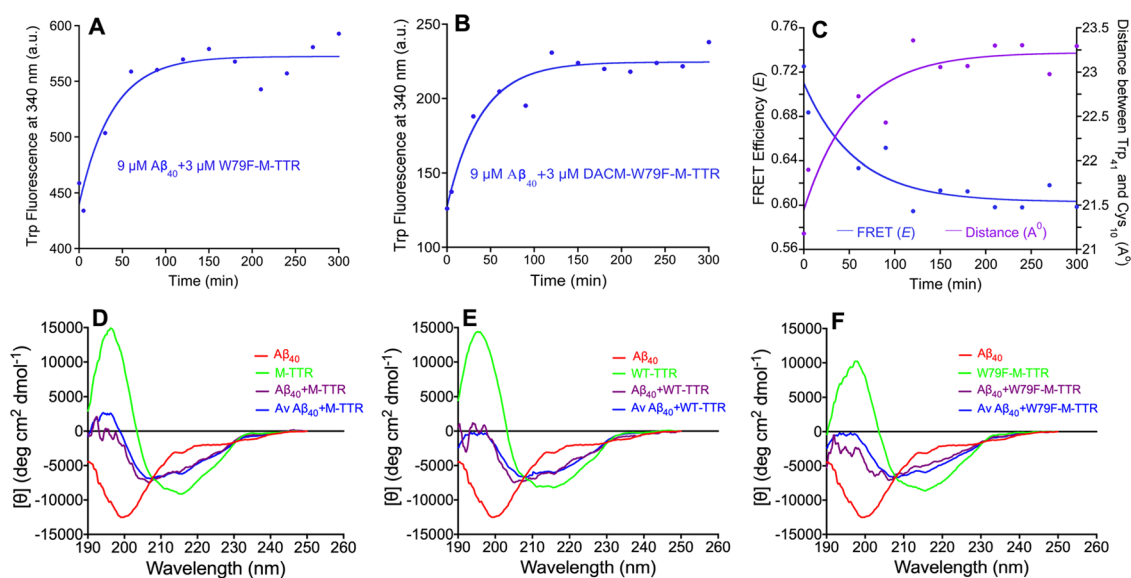 A
Trp Fluorescence at 340 nm (a.u.)
600
550
500
450
400
9 µM Aβ40+3 µM W79F-M-TTR
0 50 100 150 200 250 300
Time (min)
B
Trp Fluorescence at 340 nm (a.u.)
250
200
150
100
9 µM Aβ40+3 µM DACM-W79F-M-TTR
0 50 100 150 200 250 300
Time (min)
C
FRET Efficiency (E)
0.76
0.72
0.68
0.64
0.60
0.56
FRET (E)
Distance (A⁰)
23.5
23
22.5
22
21.5
21
Distance between Trp41 and Cys10 (A⁰)
0 50 100 150 200 250 300
Time (min)
D
[θ] (deg cm2 dmol-1)
15000
10000
5000
0
-5000
-10000
-15000
Aβ40
M-TTR
Aβ40+M-TTR
Av Aβ40+M-TTR
190 200 210 220 230 240 250 260
Wavelength (nm)
E
[θ] (deg cm2 dmol-1)
15000
10000
5000
0
-5000
-10000
-15000
Aβ40
WT-TTR
Aβ40+WT-TTR
Av Aβ40+WT-TTR
190 200 210 220 230 240 250 260
Wavelength (nm)
F
[θ] (deg cm2 dmol-1)
15000
10000
5000
0
-5000
-10000
-15000
Aβ40
W79F-M-TTR
Aβ40+W79F-M-TTR
Av Aβ40+W79F-M-TTR
190 200 210 220 230 240 250 260
Wavelength (nm)